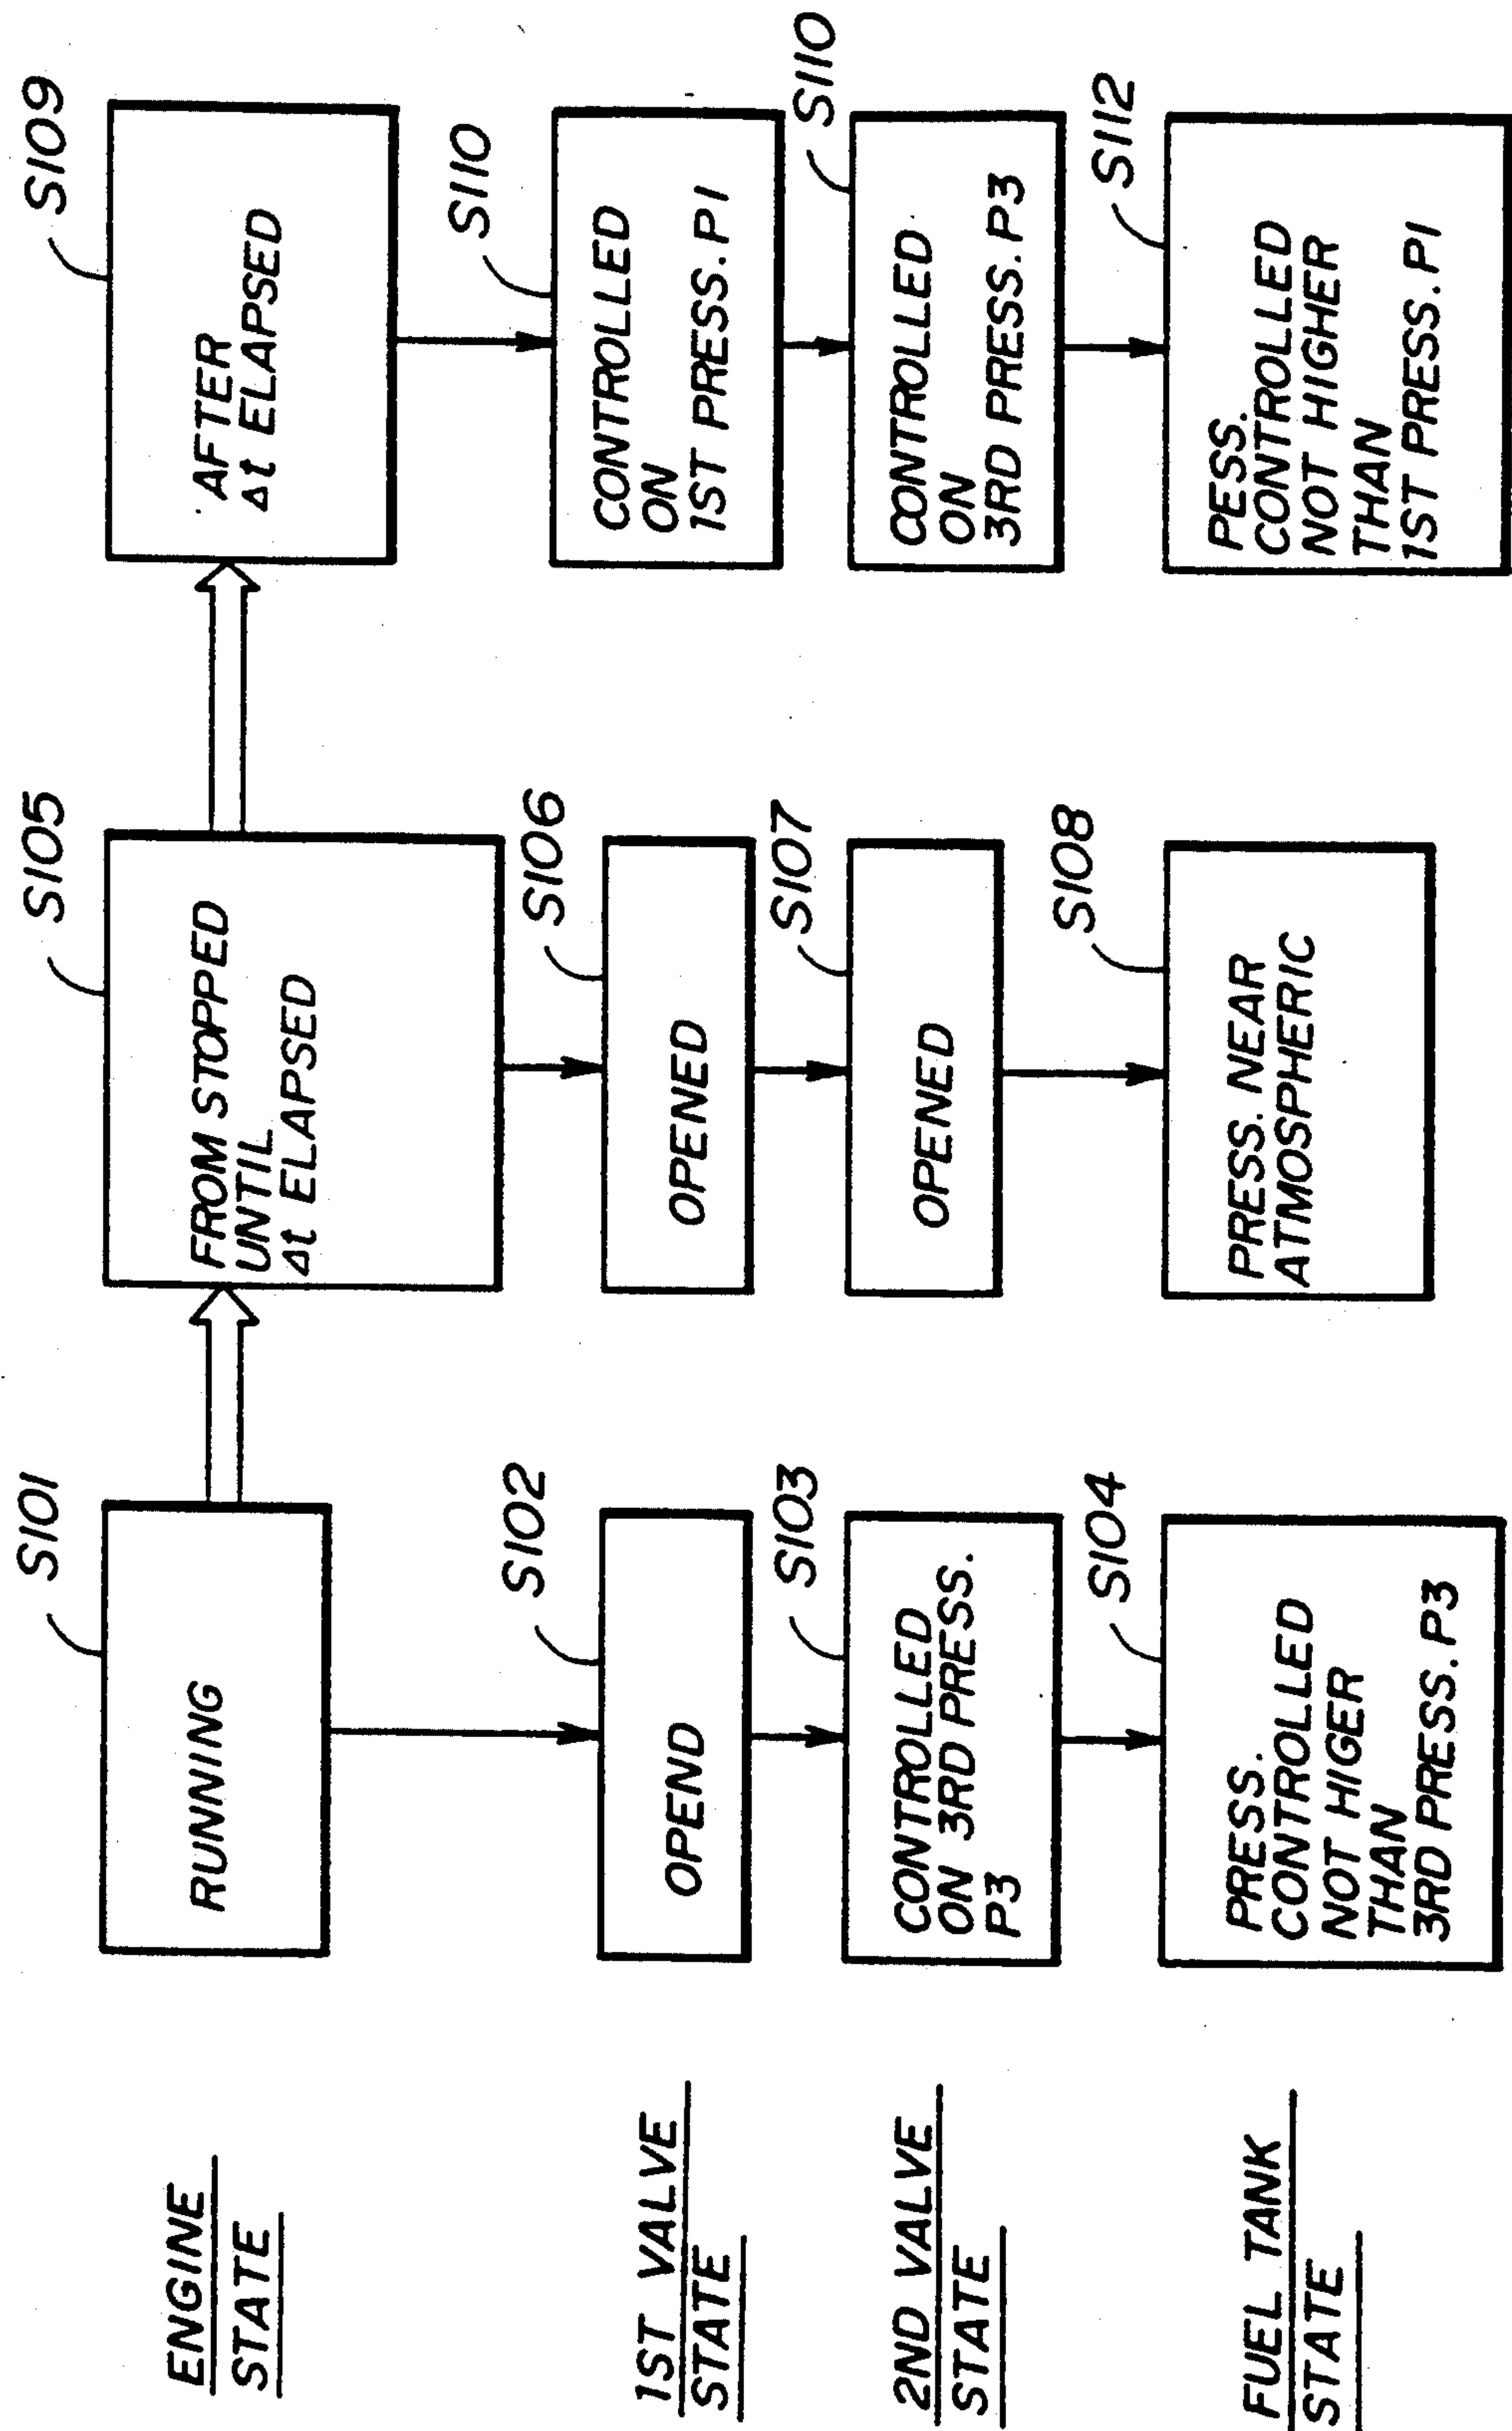 ENGINE
STATE
1ST VALVE
STATE
2ND VALVE
STATE
FUEL TANK
STATE
S101
RUNNING
S102
OPEND
S103
CONTROLLED
ON 3RD PRESS.
P3
S104
PRESS.
CONTROLLED
NOT HIGER
THAN
3RD PRESS. P3
S105
FROM STOPPED
UNTIL
Δt ELAPSED
S106
OPENED
S107
OPENED
S108
PRESS. NEAR
ATMOSPHERIC
S109
AFTER
Δt ELAPSED
S110
CONTROLLED
ON
1ST PRESS. P1
S110
CONTROLLED
ON
3RD PRESS. P3
S112
PESS.
CONTROLLED
NOT HIGHER
THAN
1ST PRESS. P1